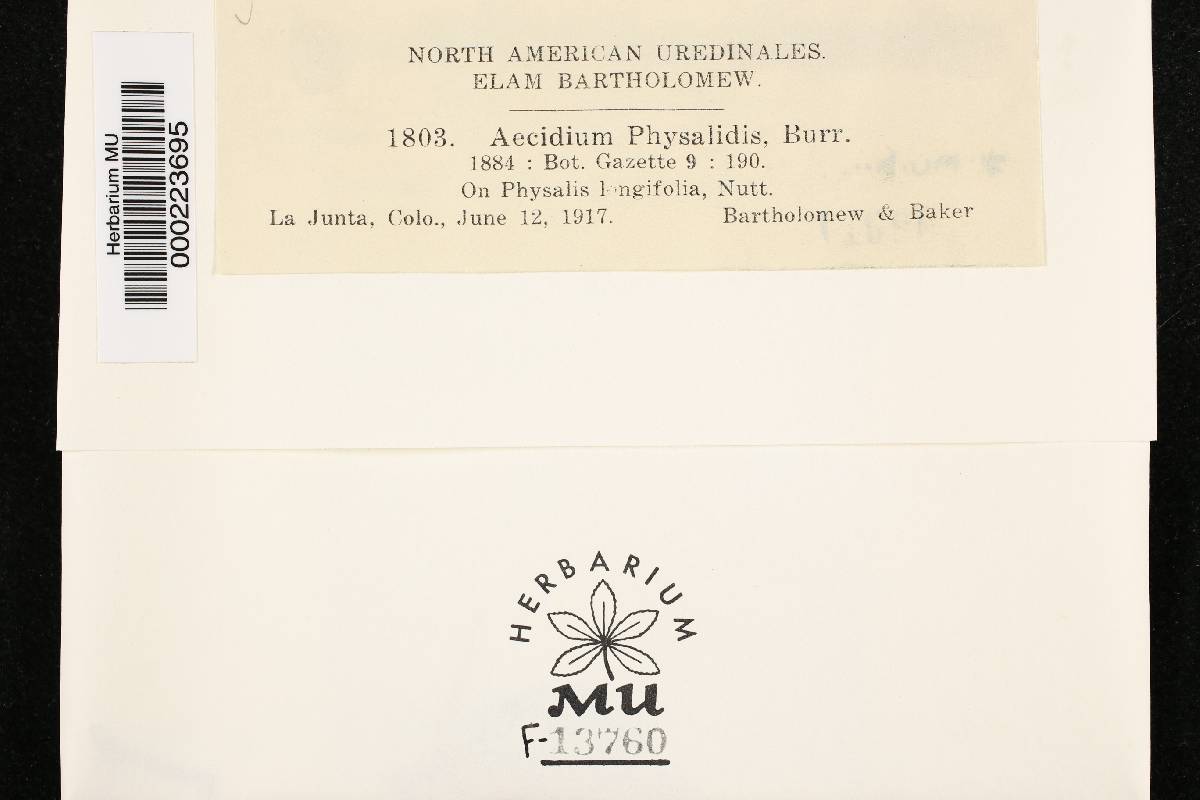 NORTH AMERICAN UREDINALES.
ELAM BARTHOLOMEW.
1803. Aecidium Physalidis, Burr.
1884 : Bot. Gazette 9 : 190.
On Physalis longifolia, Nutt.
La Junta, Colo., June 12, 1917. Bartholomew & Baker
Herbarium MU
000223695
HERBARIUM
MU
F-13760